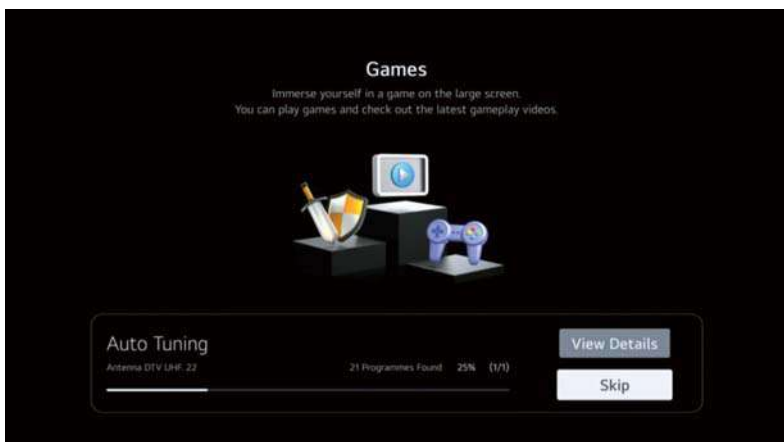 Games
Immerse yourself in a game on the large screen.
You can play games and check out the latest gameplay videos.
Auto Tuning
View Details
Antenna DTV UHF. 22
21 Programmes Found 25% (1/1)
Skip